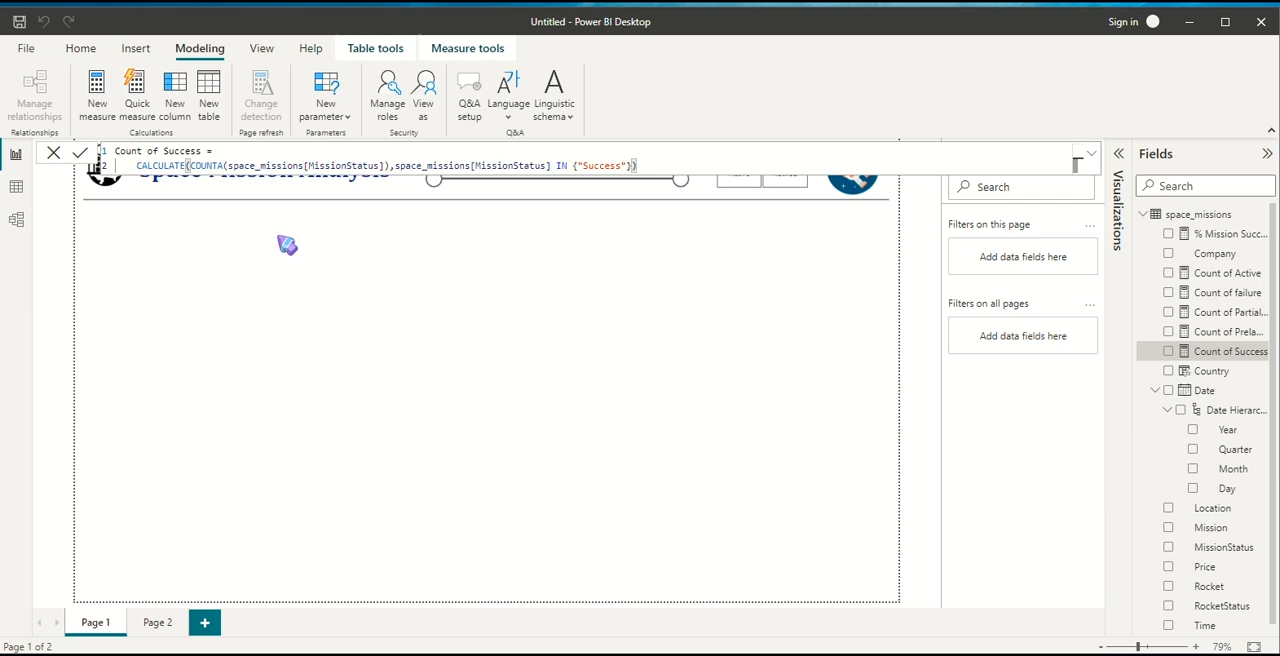 Untitled - Power BI Desktop
Sign in
File Home Insert Modeling View Help Table tools Measure tools
Manage relationships
New measure
Quick measure
New column
New table
Change detection
New parameter
Manage roles
View as
Q&A setup
Language
Linguistic schema
Relationships Calculations Page refresh Parameters Security Q&A
1 Count of Success =
2 CALCULATE(COUNTA(space_missions[MissionStatus]),space_missions[MissionStatus] IN {"Success"})
Space Mission Analysis
Search
Filters on this page ...
Add data fields here
Filters on all pages ...
Add data fields here
Visualizations
Fields
Search
space_missions
% Mission Succ...
Company
Count of Active
Count of failure
Count of Partial...
Count of Prela...
Count of Success
Country
Date
Date Hierarc...
Year
Quarter
Month
Day
Location
Mission
MissionStatus
Price
Rocket
RocketStatus
Time
Page 1 Page 2 +
Page 1 of 2
- + 79%